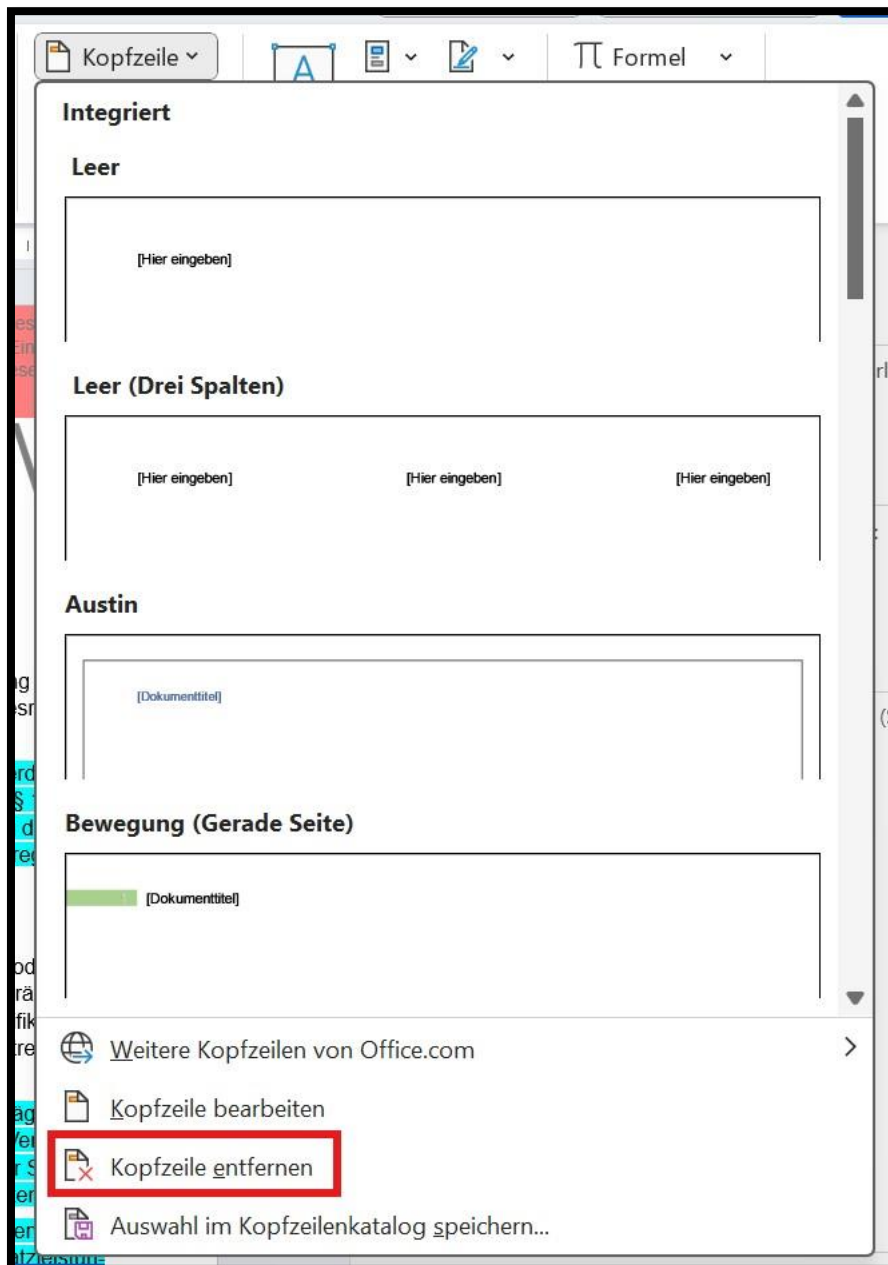 Kopfzeile
A
Formel
Integriert
Leer
[Hier eingeben]
Leer (Drei Spalten)
[Hier eingeben] [Hier eingeben] [Hier eingeben]
Austin
[Dokumenttitel]
Bewegung (Gerade Seite)
[Dokumenttitel]
Weitere Kopfzeilen von Office.com
Kopfzeile bearbeiten
Kopfzeile entfernen
Auswahl im Kopfzeilenkatalog speichern...